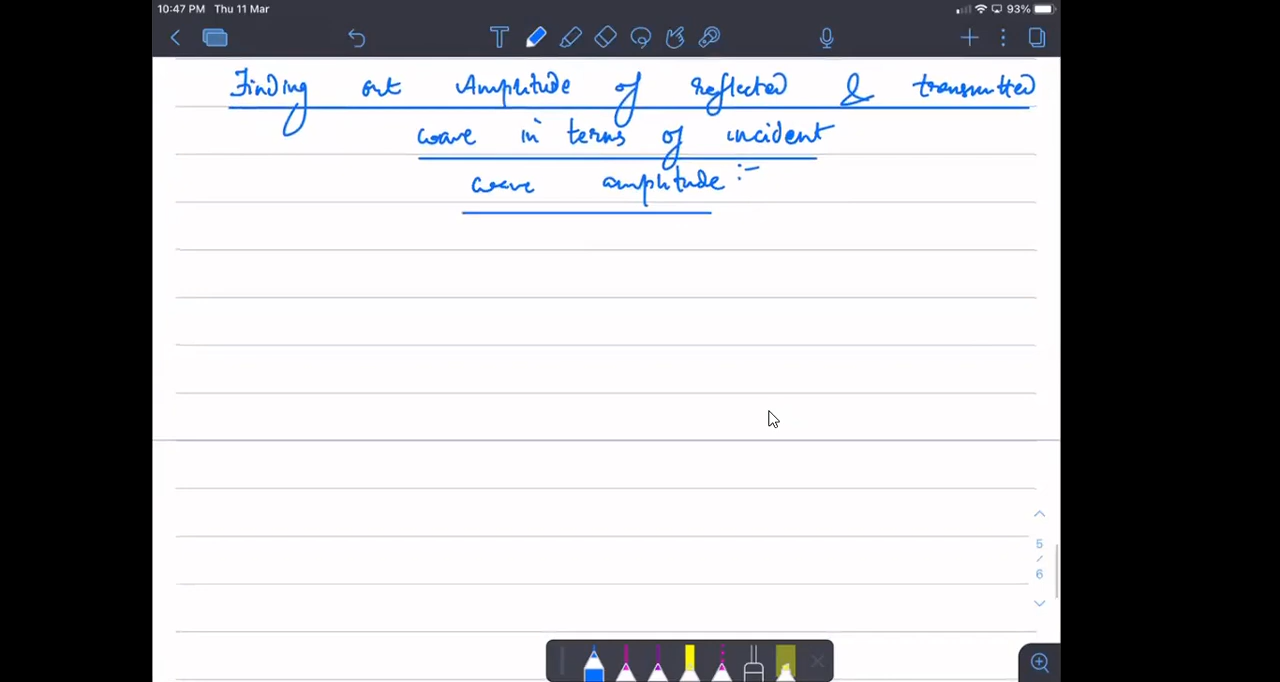 10:47 PM Thu 11 Mar
93%
T
Finding out Amplitude of reflected & transmitted
wave in terms of incident
wave amplitude :-
5
/
6